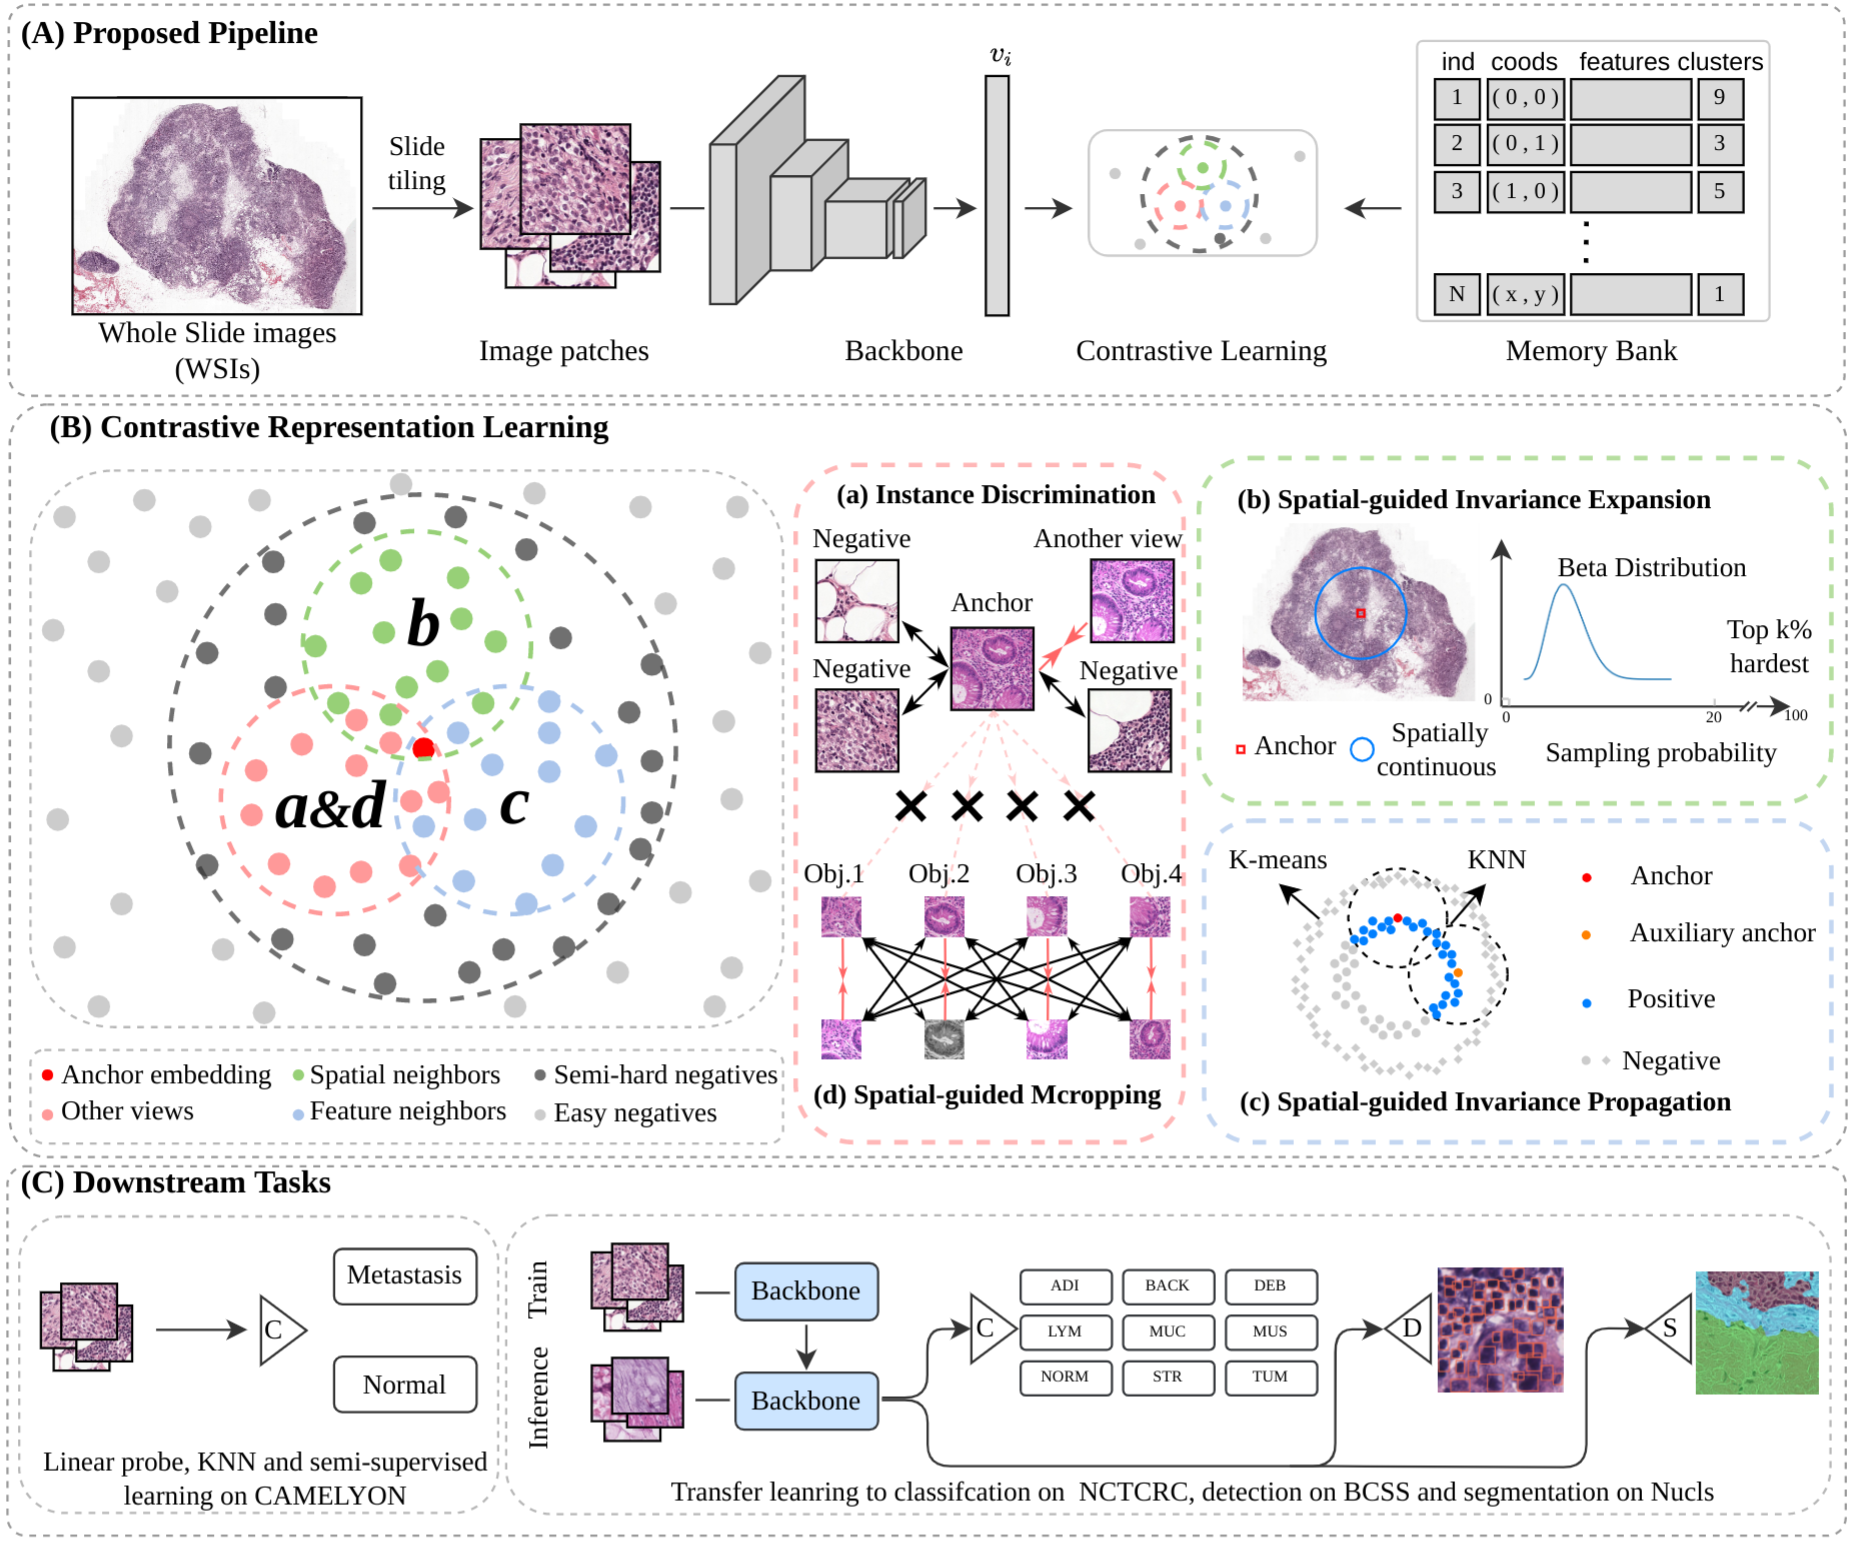 (A) Proposed Pipeline
Slide
tiling
v_i
ind coods features clusters
1 (0,0) 9
2 (0,1) 3
3 (1,0) 5
N (x,y) 1
Whole Slide images
(WSIs)
Image patches
Backbone
Contrastive Learning
Memory Bank
(B) Contrastive Representation Learning
b
a&d
c
Anchor embedding
Spatial neighbors
Semi-hard negatives
Other views
Feature neighbors
Easy negatives
(a) Instance Discrimination
Negative
Another view
Anchor
Negative
Negative
Obj.1
Obj.2
Obj.3
Obj.4
(d) Spatial-guided Mcropping
(b) Spatial-guided Invariance Expansion
Beta Distribution
Top k%
hardest
0
0
20
100
Anchor
Spatially
continuous
Sampling probability
K-means
KNN
Anchor
Auxiliary anchor
Positive
Negative
(c) Spatial-guided Invariance Propagation
(C) Downstream Tasks
C
Metastasis
Normal
Linear probe, KNN and semi-supervised
learning on CAMELYON
Train
Backbone
Inference
Backbone
C
ADI BACK DEB
LYM MUC MUS
NORM STR TUM
D
S
Transfer leanring to classifcation on NCTCRC, detection on BCSS and segmentation on Nucls